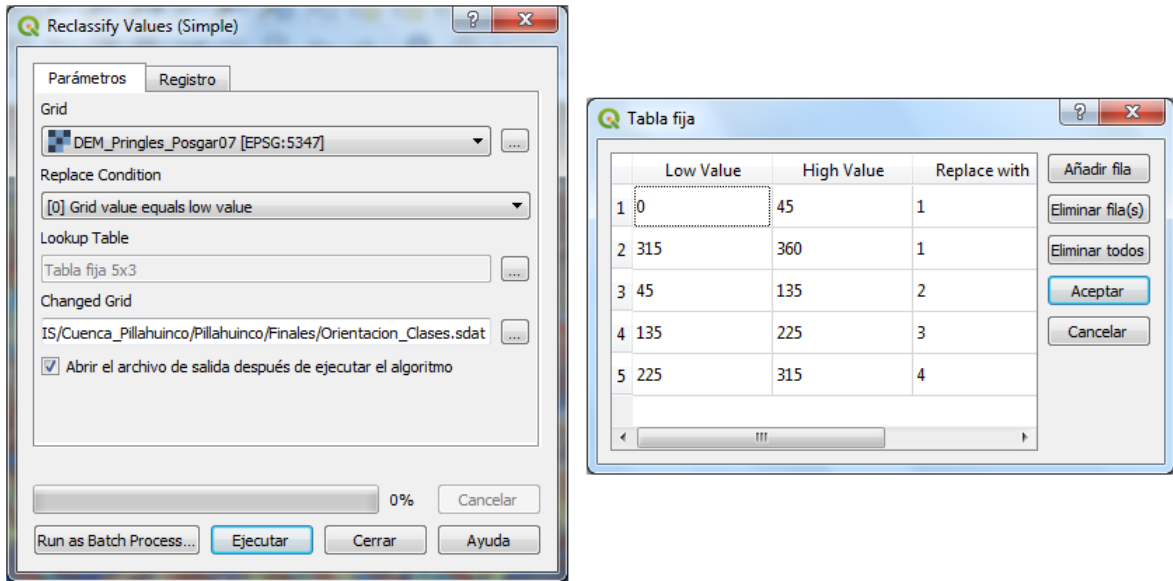 Reclassify Values (Simple)
Parámetros Registro
Grid
DEM_Pringles_Posgar07 [EPSG:5347]
...
Replace Condition
[0] Grid value equals low value
Lookup Table
Tabla fija 5x3
...
Changed Grid
IS/Cuenca_Pillahuinco/Pillahuinco/Finales/Orientacion_Clases.sdat
...
Abrir el archivo de salida después de ejecutar el algoritmo
0% Cancelar
Run as Batch Process... Ejecutar Cerrar Ayuda
Tabla fija
Low Value High Value Replace with
1 0 45 1
2 315 360 1
3 45 135 2
4 135 225 3
5 225 315 4
Añadir fila
Eliminar fila(s)
Eliminar todos
Aceptar
Cancelar